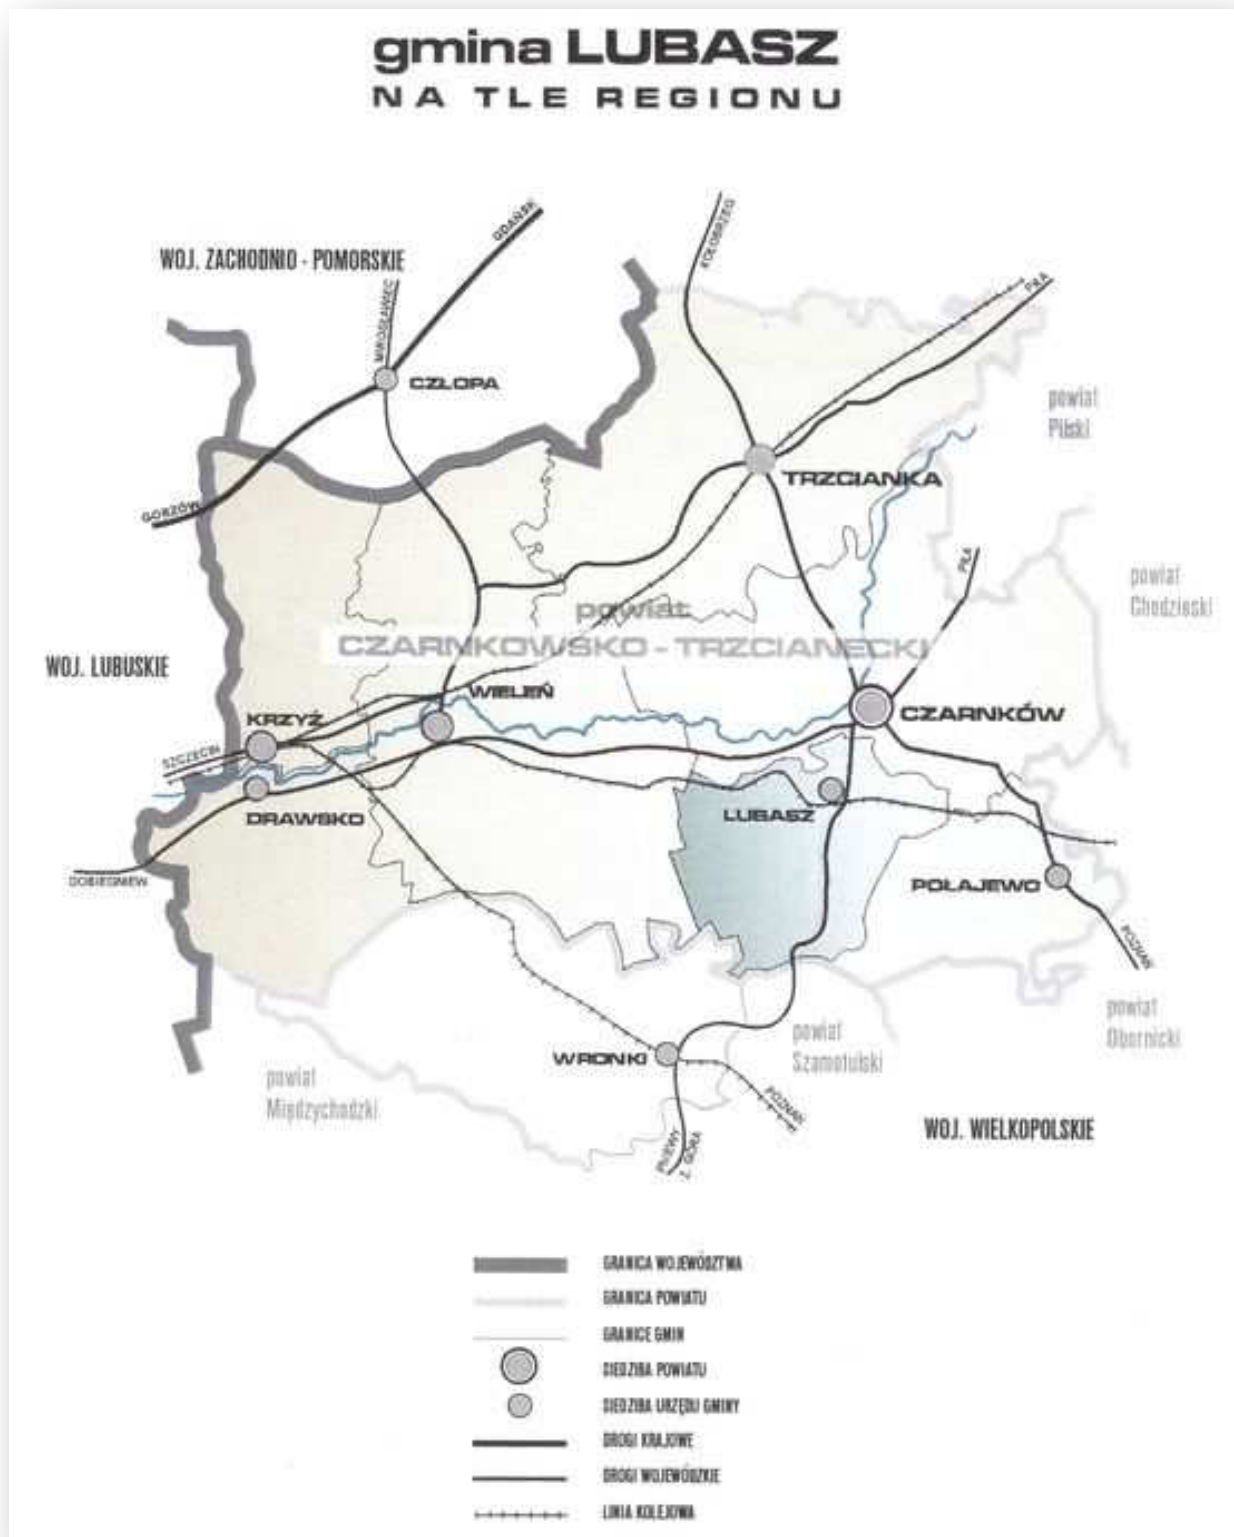 gmina LUBASZ
NA TLE REGIONU
GDAŃSK
KOŁOBRZEG
WOJ. ZACHODNIO - POMORSKIE
MIROSŁAWIEC
PIŁA
CZŁOPA
powiat
Pilski
TRZCIANKA
GORZÓW
PIŁA
powiat
Chodzieski
powiat
CZARNKOWSKO - TRZCIANECKI
WOJ. LUBUSKIE
WIELEŃ
KRZYŻ
CZARNKÓW
SZCZECIN
LUBASZ
DRAWSKO
DOBIEGNIEW
POŁAJEWO
POZNAŃ
powiat
Obornicki
powiat
Szamotulski
WRONKI
powiat
Międzychodzki
POZNAŃ
PNIEWY
Z. GÓRA
WOJ. WIELKOPOLSKIE
GRANICA WOJEWÓDZTWA
GRANICA POWIATU
GRANICE GMIN
SIEDZIBA POWIATU
SIEDZIBA URZĘDU GMINY
DROGI KRAJOWE
DROGI WOJEWÓDZKIE
LINIA KOLEJOWA